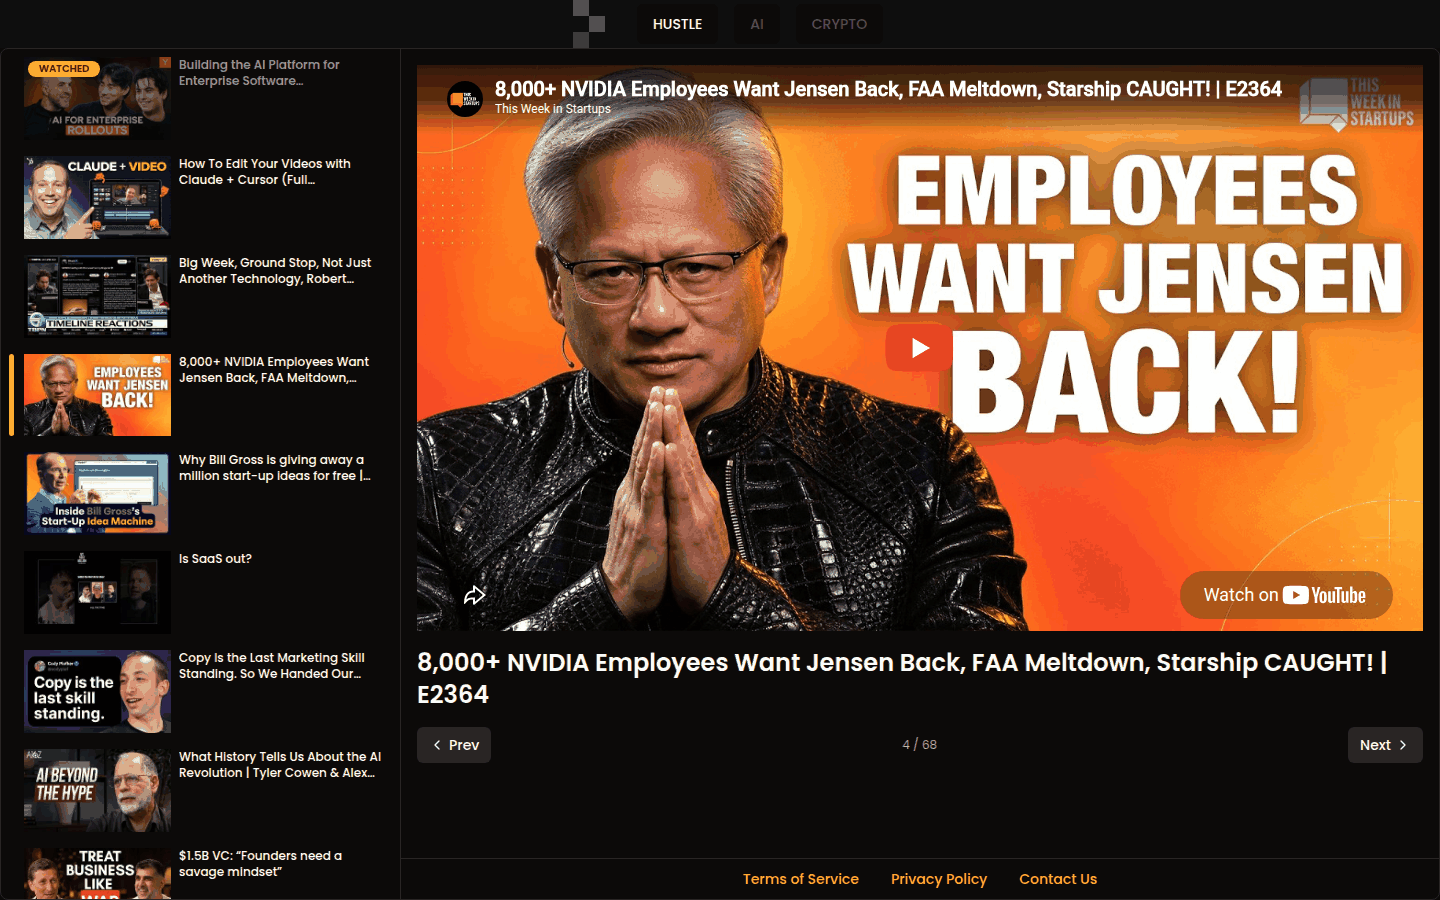 HUSTLE
AI
CRYPTO
WATCHED
AI FOR ENTERPRISE
ROLLOUTS
Building the AI Platform for
Enterprise Software...
CLAUDE + VIDEO
How To Edit Your Videos with
Claude + Cursor (Full...
TIMELINE REACTIONS
Big Week, Ground Stop, Not Just
Another Technology, Robert...
EMPLOYEES
WANT JENSEN
BACK!
8,000+ NVIDIA Employees Want
Jensen Back, FAA Meltdown,...
Inside Bill Gross's
Start-Up Idea Machine
Why Bill Gross is giving away a
million start-up ideas for free |...
Is SaaS out?
Copy is the
last skill
standing.
Copy Is the Last Marketing Skill
Standing. So We Handed Our...
AI BEYOND
THE HYPE
What History Tells Us About the AI
Revolution | Tyler Cowen & Alex...
TREAT
BUSINESS
LIKE
WAR
$1.5B VC: “Founders need a
savage mindset”
8,000+ NVIDIA Employees Want Jensen Back, FAA Meltdown, Starship CAUGHT! | E2364
This Week in Startups
THIS
WEEK IN
STARTUPS
EMPLOYEES
WANT JENSEN
BACK!
Watch on YouTube
8,000+ NVIDIA Employees Want Jensen Back, FAA Meltdown, Starship CAUGHT! |
E2364
Prev
4 / 68
Next
Terms of Service
Privacy Policy
Contact Us